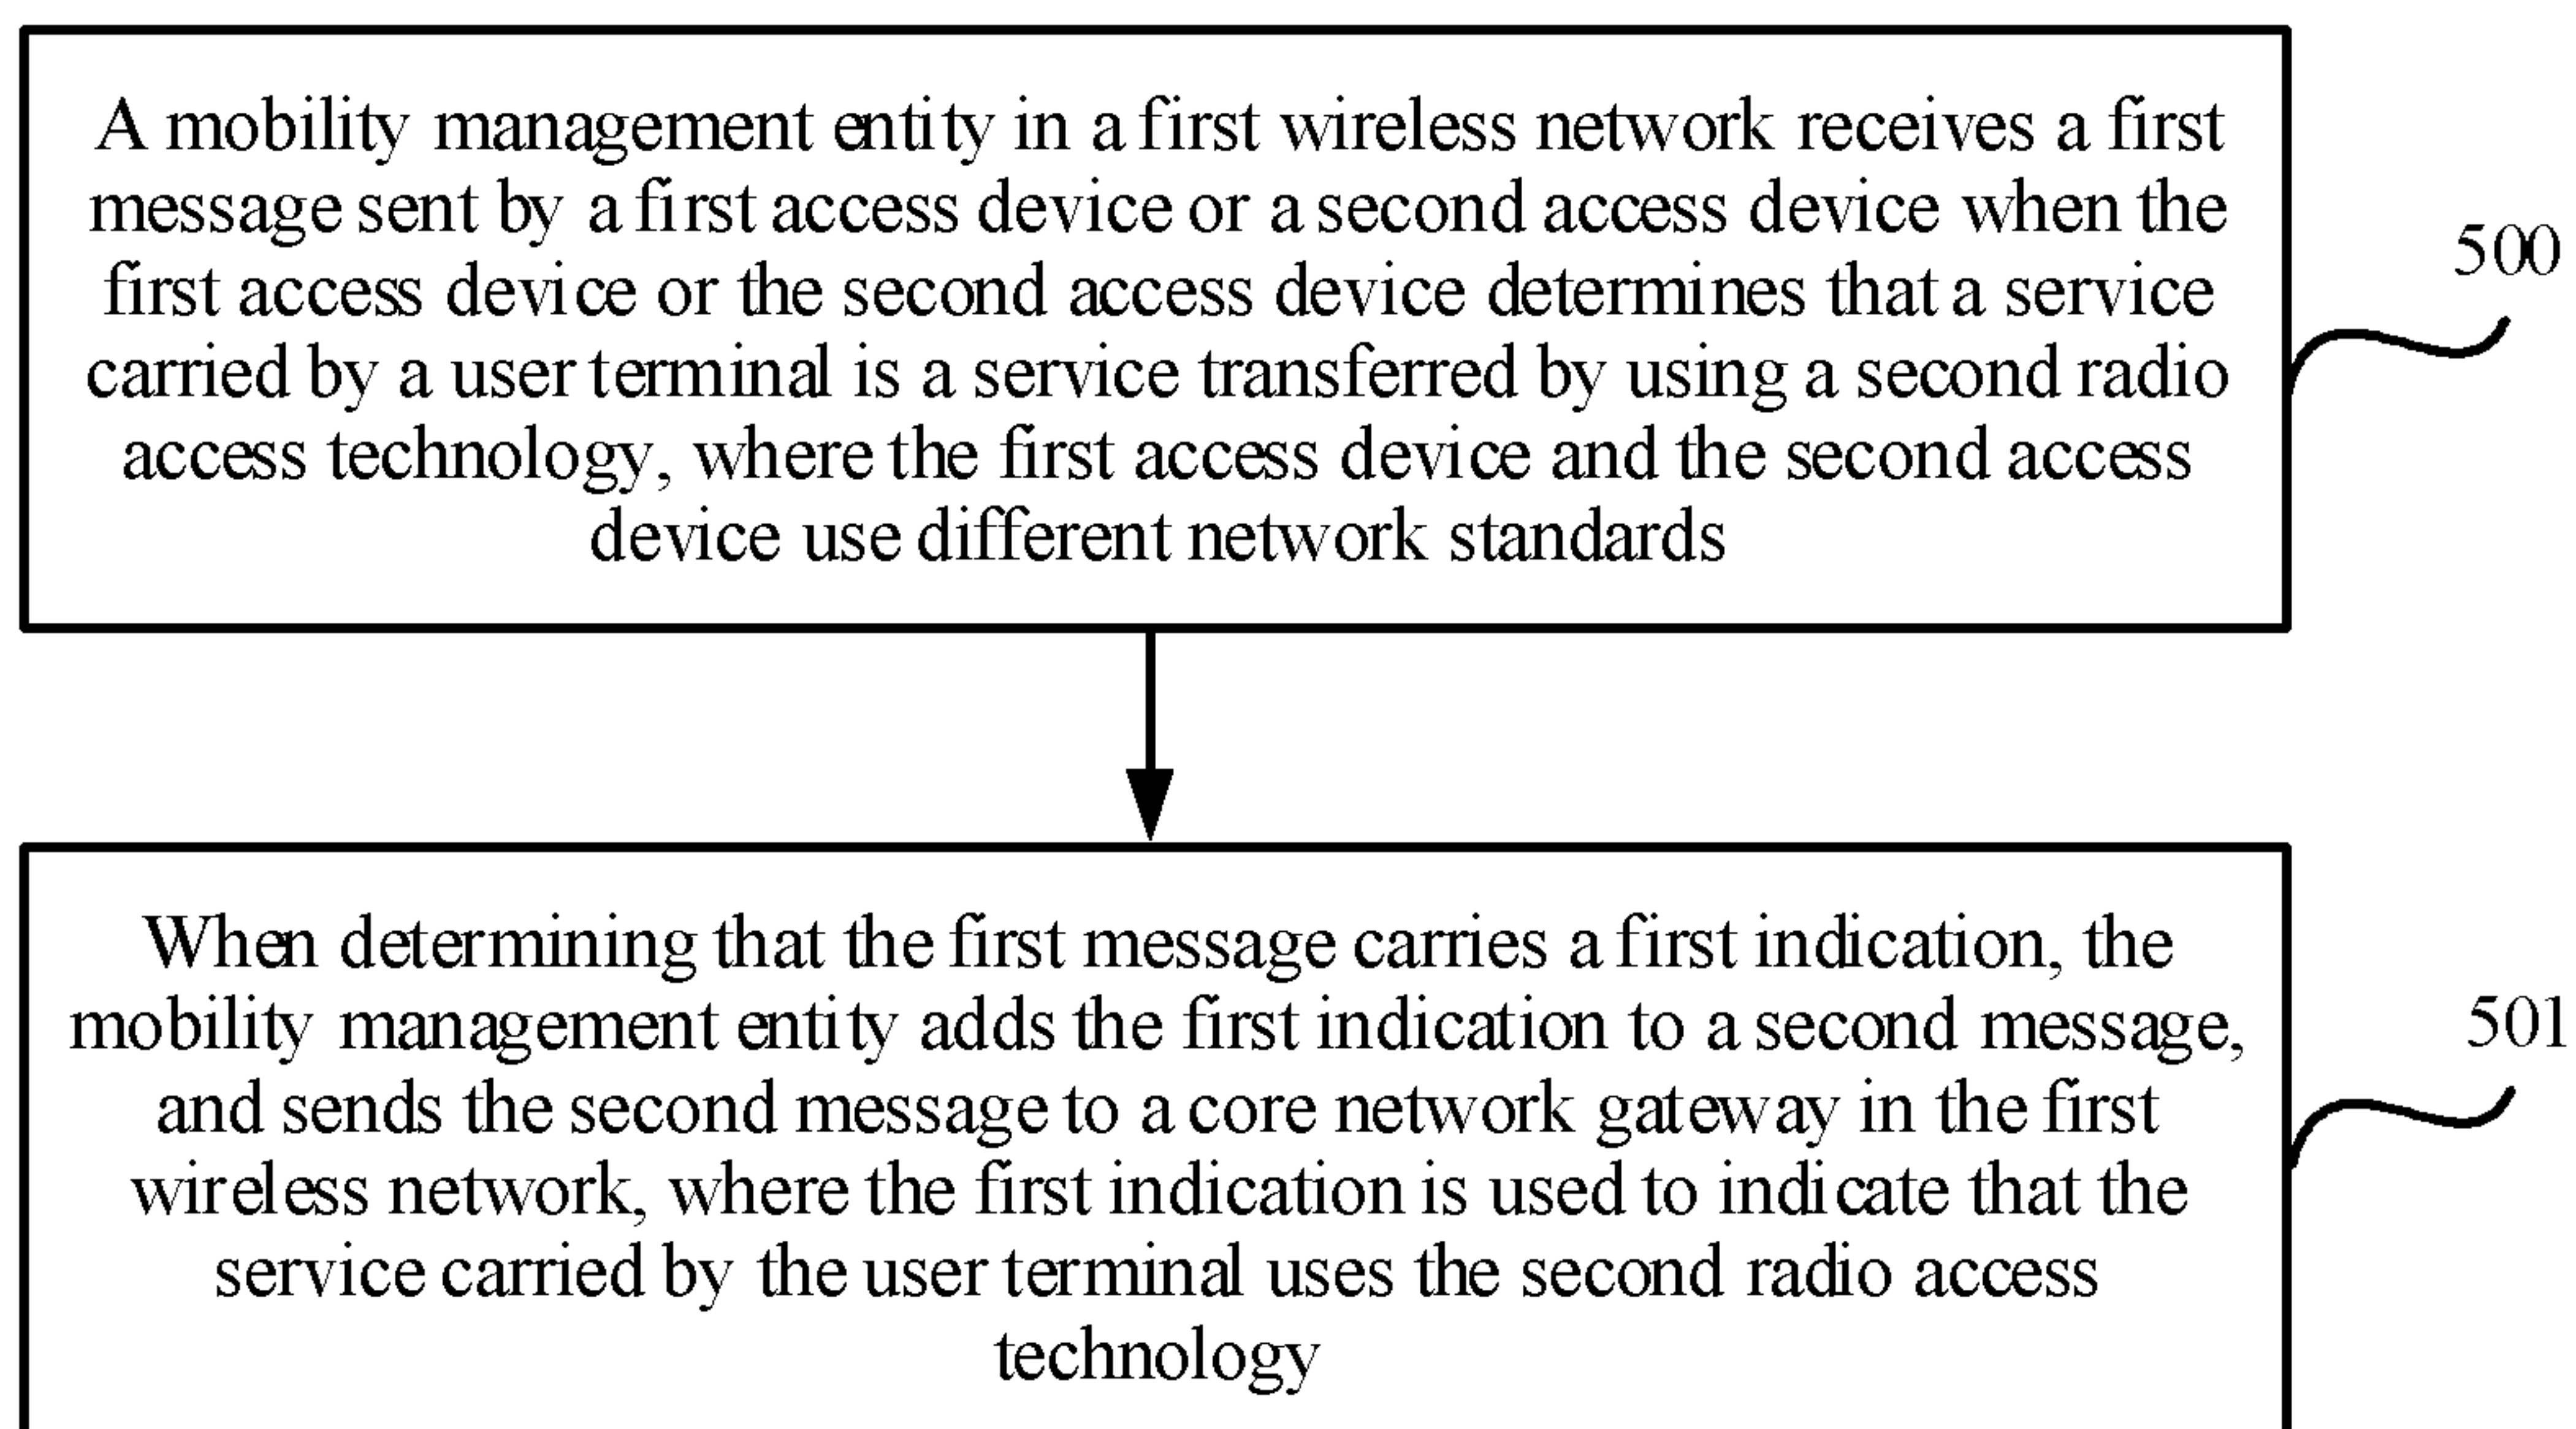 A mobility management entity in a first wireless network receives a first
message sent by a first access device or a second access device when the
first access device or the second access device determines that a service
carried by a user terminal is a service transferred by using a second radio
access technology, where the first access device and the second access
device use different network standards
500
When determining that the first message carries a first indication, the
mobility management entity adds the first indication to a second message,
and sends the second message to a core network gateway in the first
wireless network, where the first indication is used to indicate that the
service carried by the user terminal uses the second radio access
technology
501